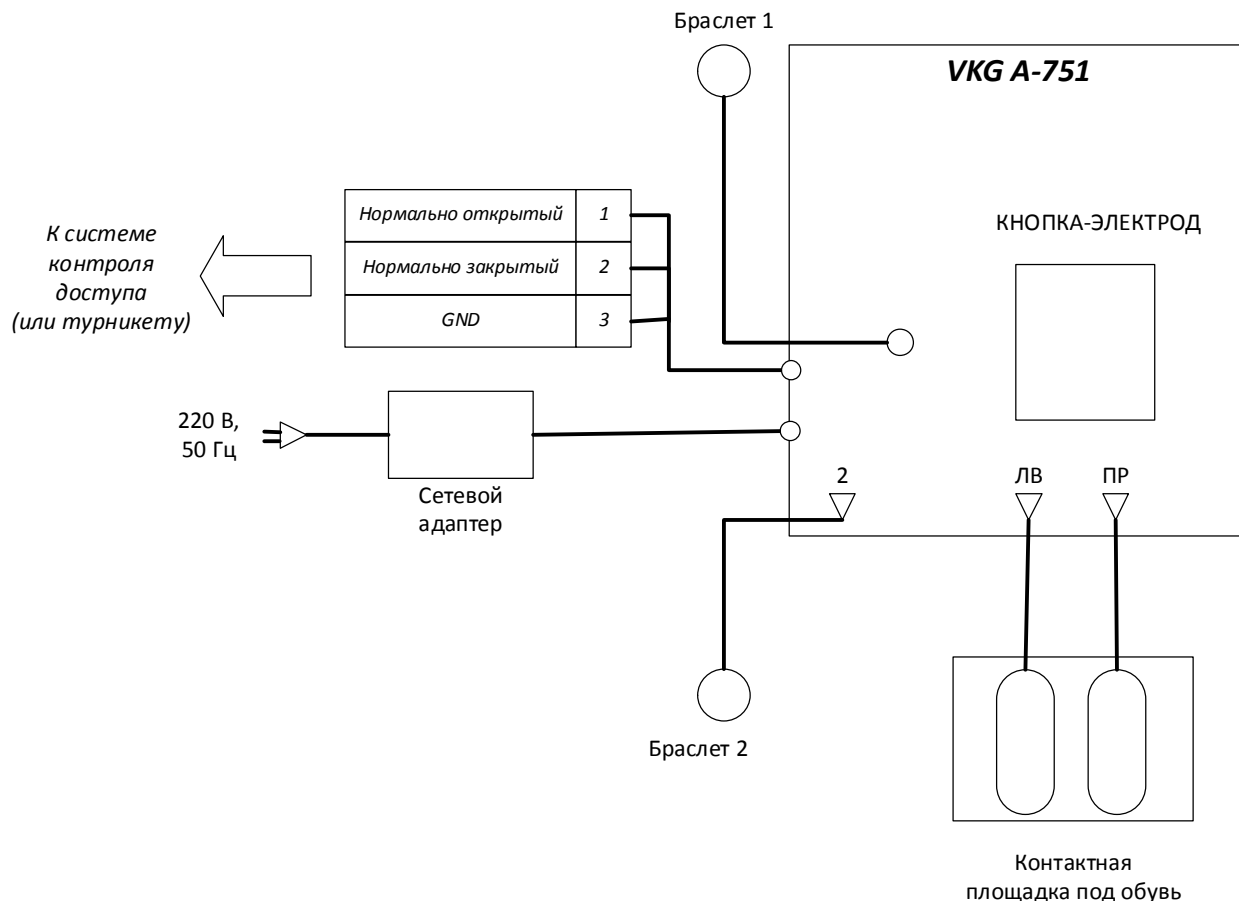 Браслет 1
VKG A-751
КНОПКА-ЭЛЕКТРОД
К системе
контроля
доступа
(или турникету)
Нормально открытый 1
Нормально закрытый 2
GND 3
220 В,
50 Гц
Сетевой
адаптер
2
ЛВ
ПР
Браслет 2
Контактная
площадка под обувь